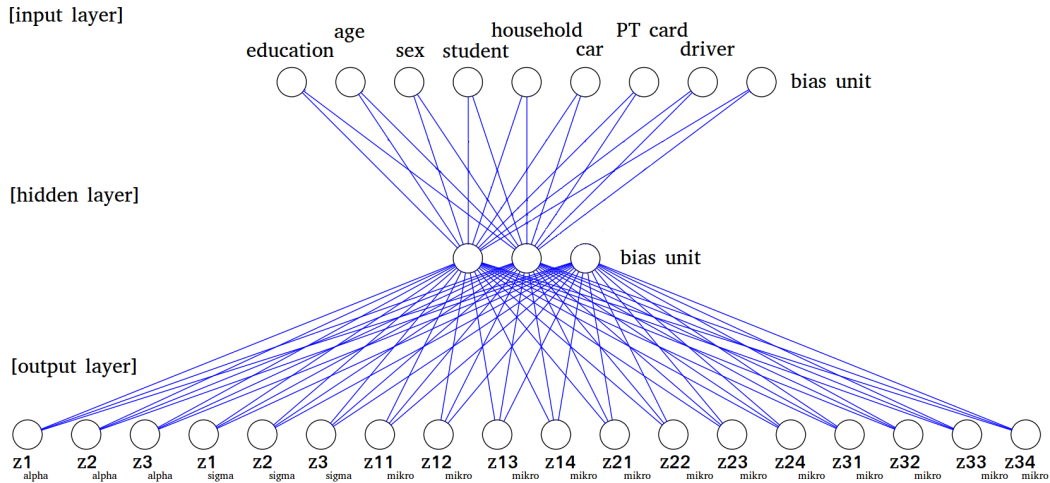 [input layer]
education age sex student household car PT card driver
bias unit
[hidden layer]
bias unit
[output layer]
z1 z2 z3 z1 z2 z3 z11 z12 z13 z14 z21 z22 z23 z24 z31 z32 z33 z34
alpha alpha alpha sigma sigma sigma mikro mikro mikro mikro mikro mikro mikro mikro mikro mikro mikro mikro